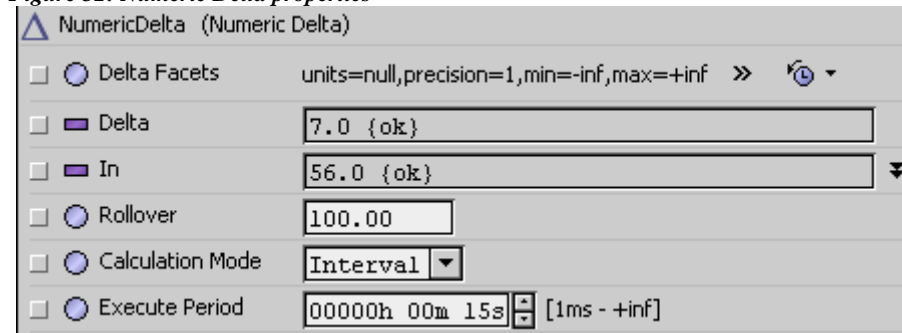 Figure 32. Numeric Delta properties
NumericDelta (Numeric Delta)
Delta Facets units=null,precision=1,min=-inf,max=+inf »
Delta 7.0 {ok}
In 56.0 {ok}
Rollover 100.00
Calculation Mode Interval
Execute Period 00000h 00m 15s [1ms - +inf]